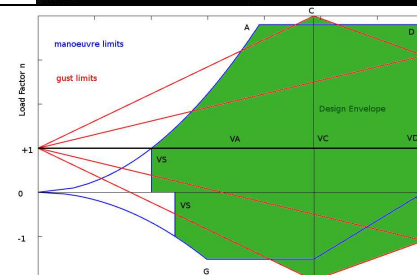 C
A
D
manoeuvre limits
gust limits
Load Factor n
Design Envelope
VA
VC
VD
+1
VS
0
VS
-1
G